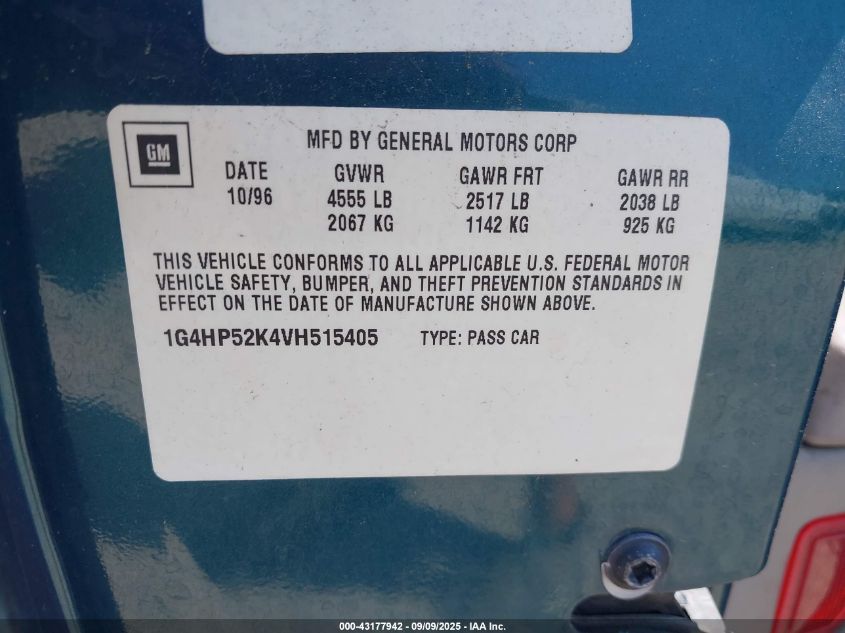 GM
MFD BY GENERAL MOTORS CORP
DATE GVWR GAWR FRT GAWR RR
10/96 4555 LB 2517 LB 2038 LB
2067 KG 1142 KG 925 KG
THIS VEHICLE CONFORMS TO ALL APPLICABLE U.S. FEDERAL MOTOR
VEHICLE SAFETY, BUMPER, AND THEFT PREVENTION STANDARDS IN
EFFECT ON THE DATE OF MANUFACTURE SHOWN ABOVE.
1G4HP52K4VH515405 TYPE: PASS CAR
000-43177942 / 09/09/2025 - IAA Inc.